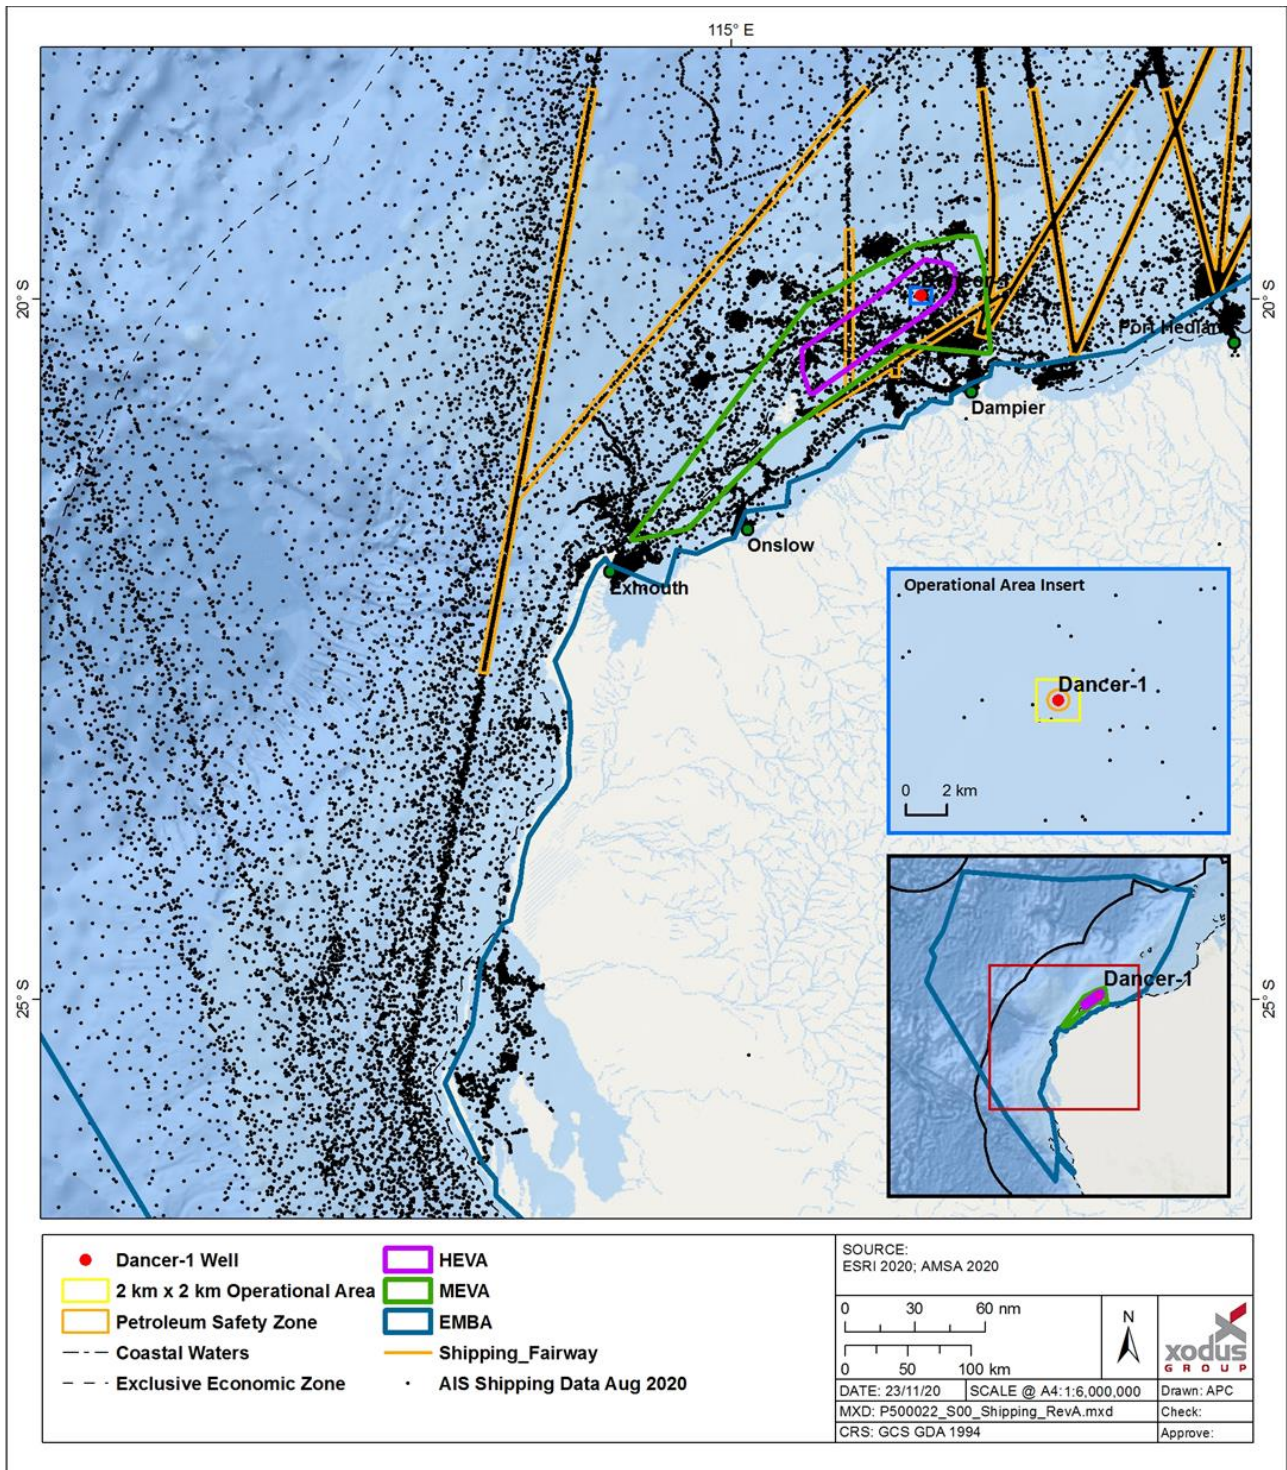 115° E
20° S
20° S
Port Hedland
Dampier
Onslow
Exmouth
Operational Area Insert
Dancer-1
0 2 km
Dancer-1
25° S
25° S
Dancer-1 Well
2 km x 2 km Operational Area
Petroleum Safety Zone
Coastal Waters
Exclusive Economic Zone
HEVA
MEVA
EMBA
Shipping_Fairway
AIS Shipping Data Aug 2020
SOURCE:
ESRI 2020; AMSA 2020
0 30 60 nm
0 50 100 km
N
xodus
GROUP
DATE: 23/11/20 SCALE @ A4:1:6,000,000 Drawn: APC
MXD: P500022_S00_Shipping_RevA.mxd Check:
CRS: GCS GDA 1994 Approve: